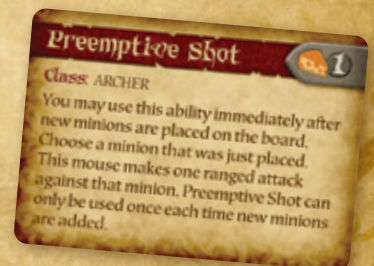 Preemptive Shot
1
Class: ARCHER
You may use this ability immediately after
new minions are placed on the board.
Choose a minion that was just placed.
This mouse makes one ranged attack
against that minion. Preemptive Shot can
only be used once each time new minions
are added.